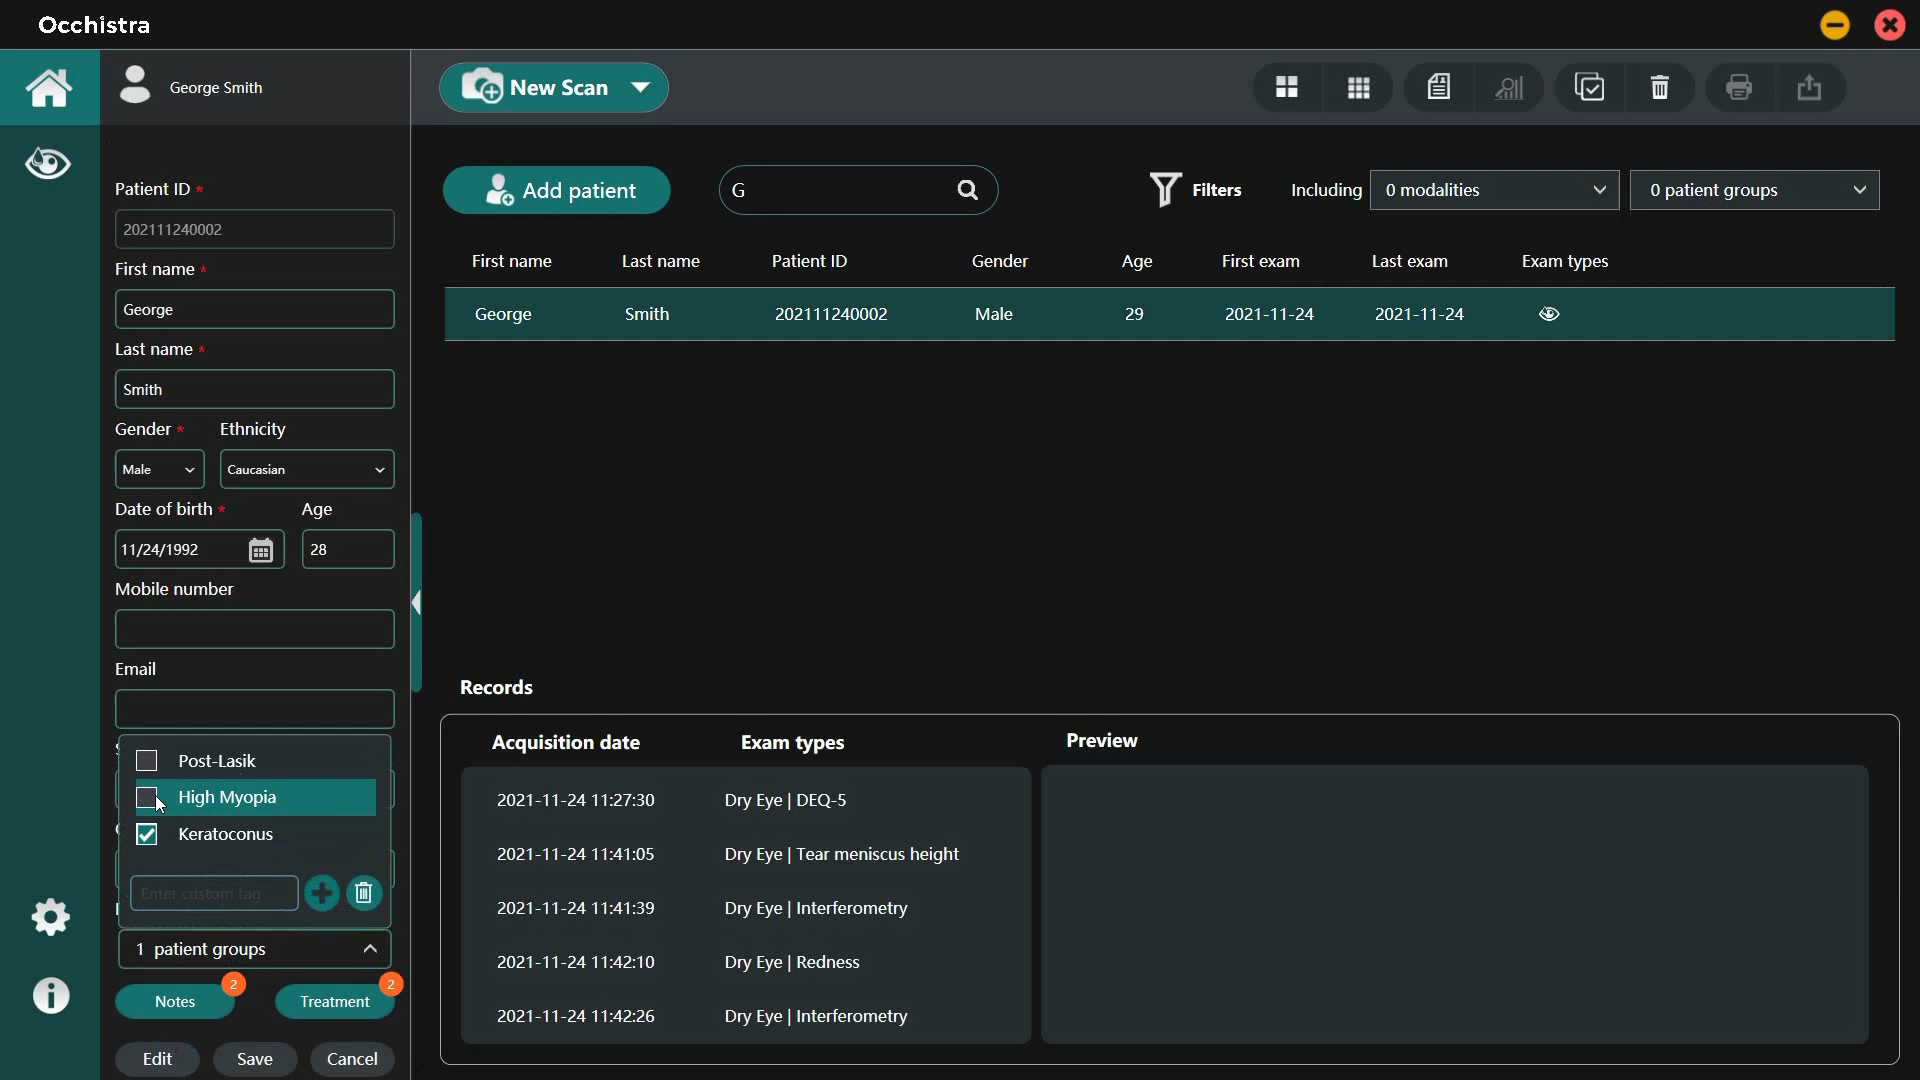 Occhistra
George Smith
New Scan
Patient ID *
202111240002
First name *
George
Last name *
Smith
Gender * Ethnicity
Male Caucasian
Date of birth * Age
11/24/1992 28
Mobile number
Email
Post-Lasik
High Myopia
Keratoconus
Enter custom tag
1 patient groups
Notes 2 Treatment 2
Edit Save Cancel
Add patient
G
Filters Including 0 modalities 0 patient groups
First name Last name Patient ID Gender Age First exam Last exam Exam types
George Smith 202111240002 Male 29 2021-11-24 2021-11-24
Records
Acquisition date Exam types Preview
2021-11-24 11:27:30 Dry Eye | DEQ-5
2021-11-24 11:41:05 Dry Eye | Tear meniscus height
2021-11-24 11:41:39 Dry Eye | Interferometry
2021-11-24 11:42:10 Dry Eye | Redness
2021-11-24 11:42:26 Dry Eye | Interferometry